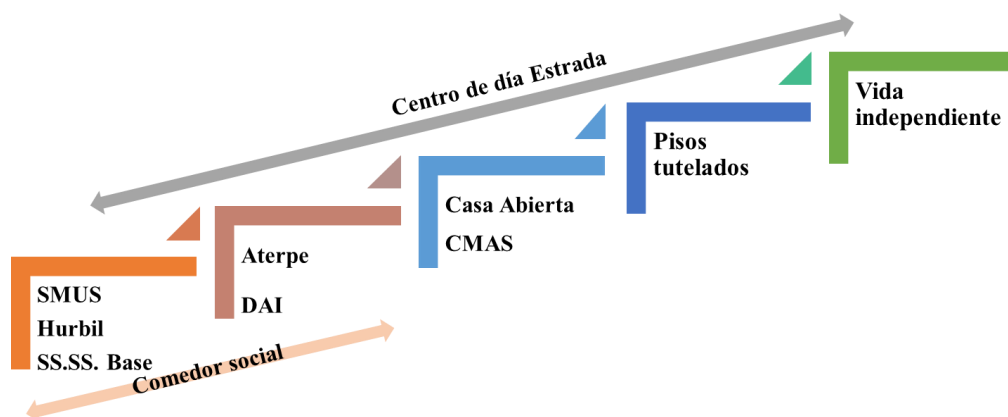 Centro de día Estrada
Vida
independiente
Pisos
tutelados
Casa Abierta
CMAS
Aterpe
DAI
SMUS
Hurbil
SS.SS. Base
Comedor social